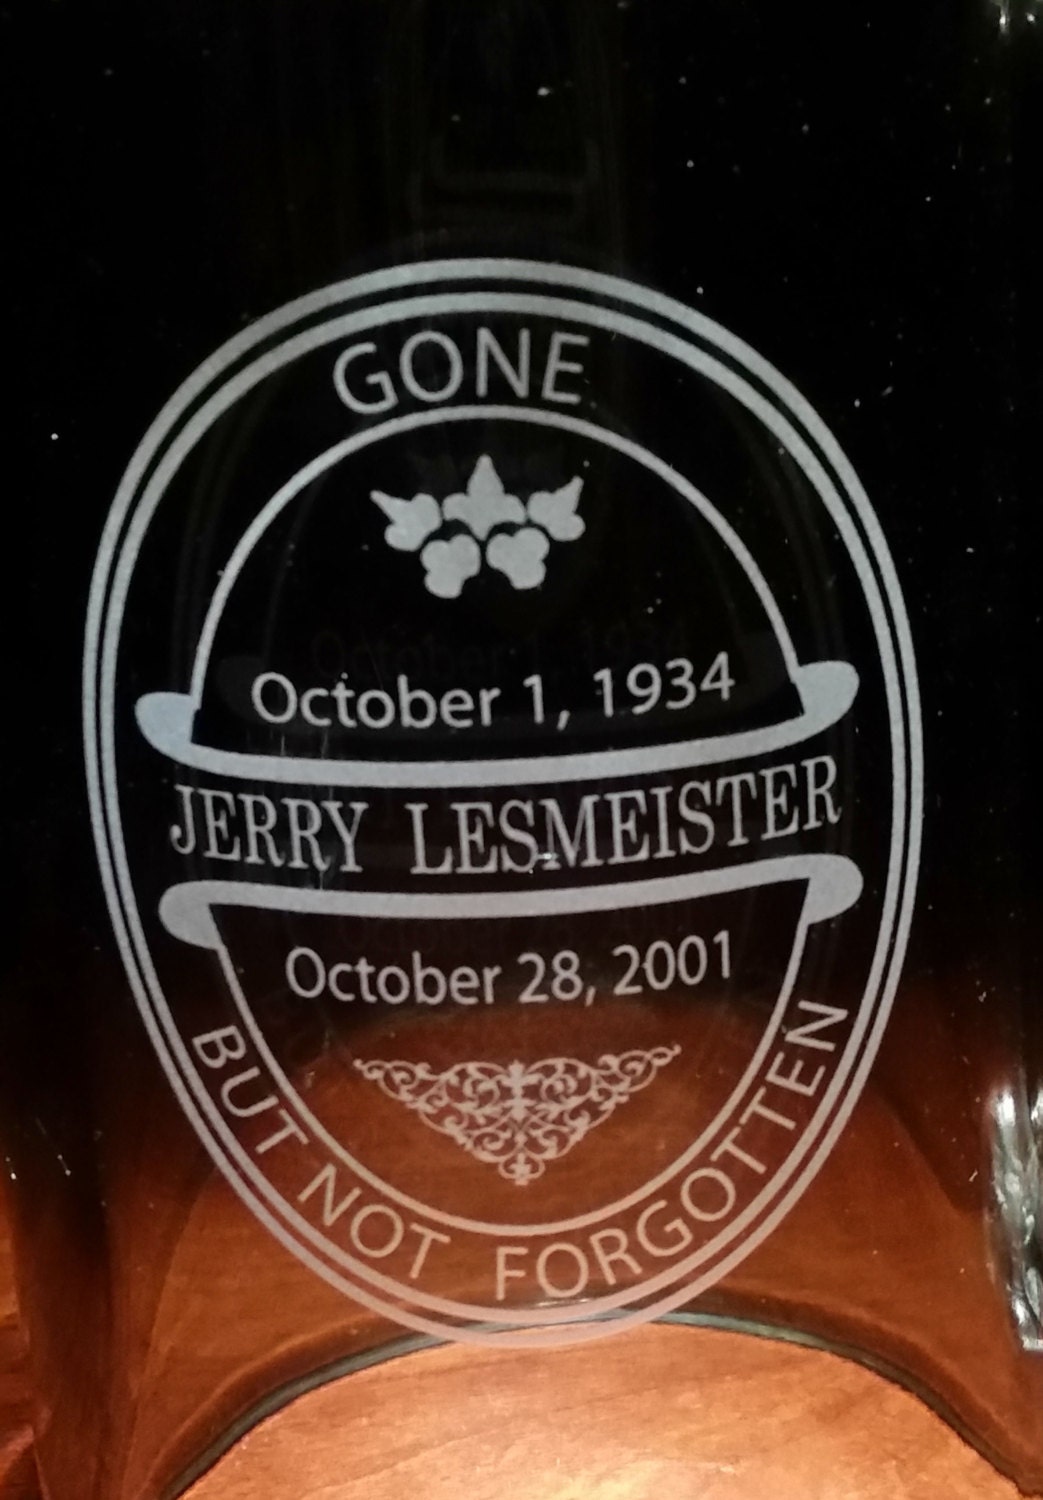 GONE
October 1, 1934
JERRY LESMEISTER
October 28, 2001
BUT NOT FORGOTTEN